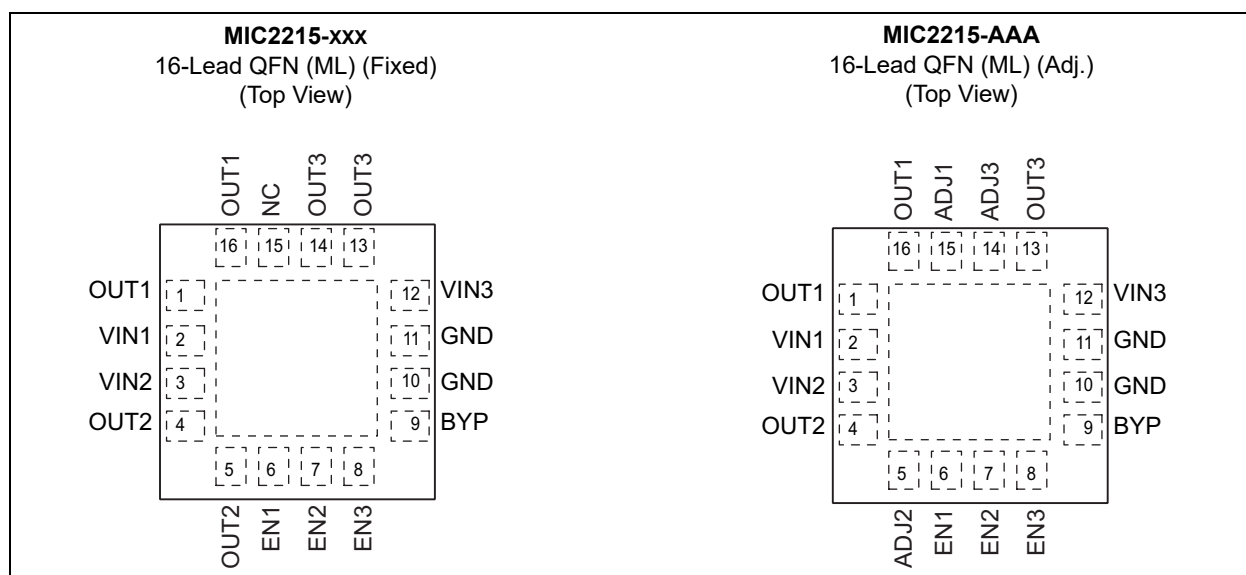 MIC2215-xxx
16-Lead QFN (ML) (Fixed)
(Top View)
OUT1
NC
OUT3
OUT3
16 15 14 13
OUT1 1
VIN1 2
VIN2 3
OUT2 4
12 VIN3
11 GND
10 GND
9 BYP
5 6 7 8
OUT2
EN1
EN2
EN3
MIC2215-AAA
16-Lead QFN (ML) (Adj.)
(Top View)
OUT1
ADJ1
ADJ3
OUT3
16 15 14 13
OUT1 1
VIN1 2
VIN2 3
OUT2 4
12 VIN3
11 GND
10 GND
9 BYP
5 6 7 8
ADJ2
EN1
EN2
EN3